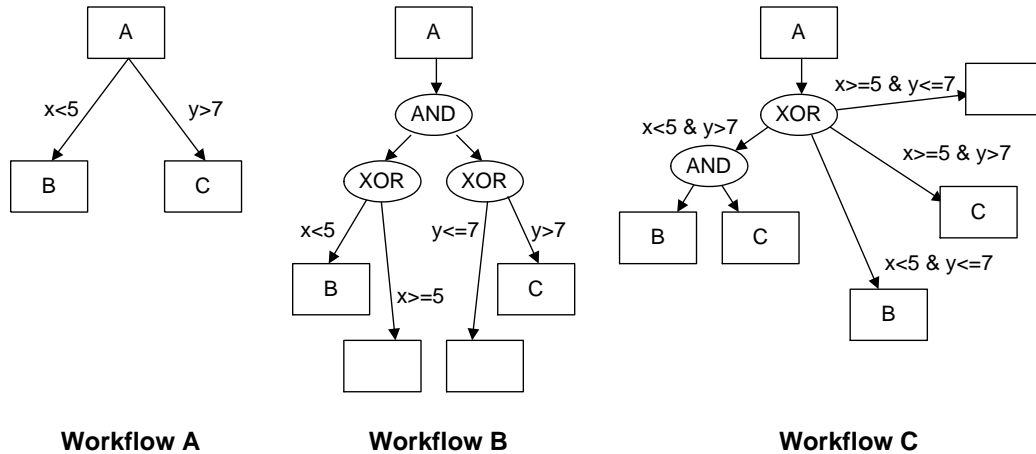 A
x<5
y>7
B
C
Workflow A
A
AND
XOR
XOR
x<5
y<=7
y>7
B
x>=5
C
Workflow B
A
x>=5 & y<=7
XOR
x<5 & y>7
AND
x>=5 & y>7
B
C
C
x<5 & y<=7
B
Workflow C